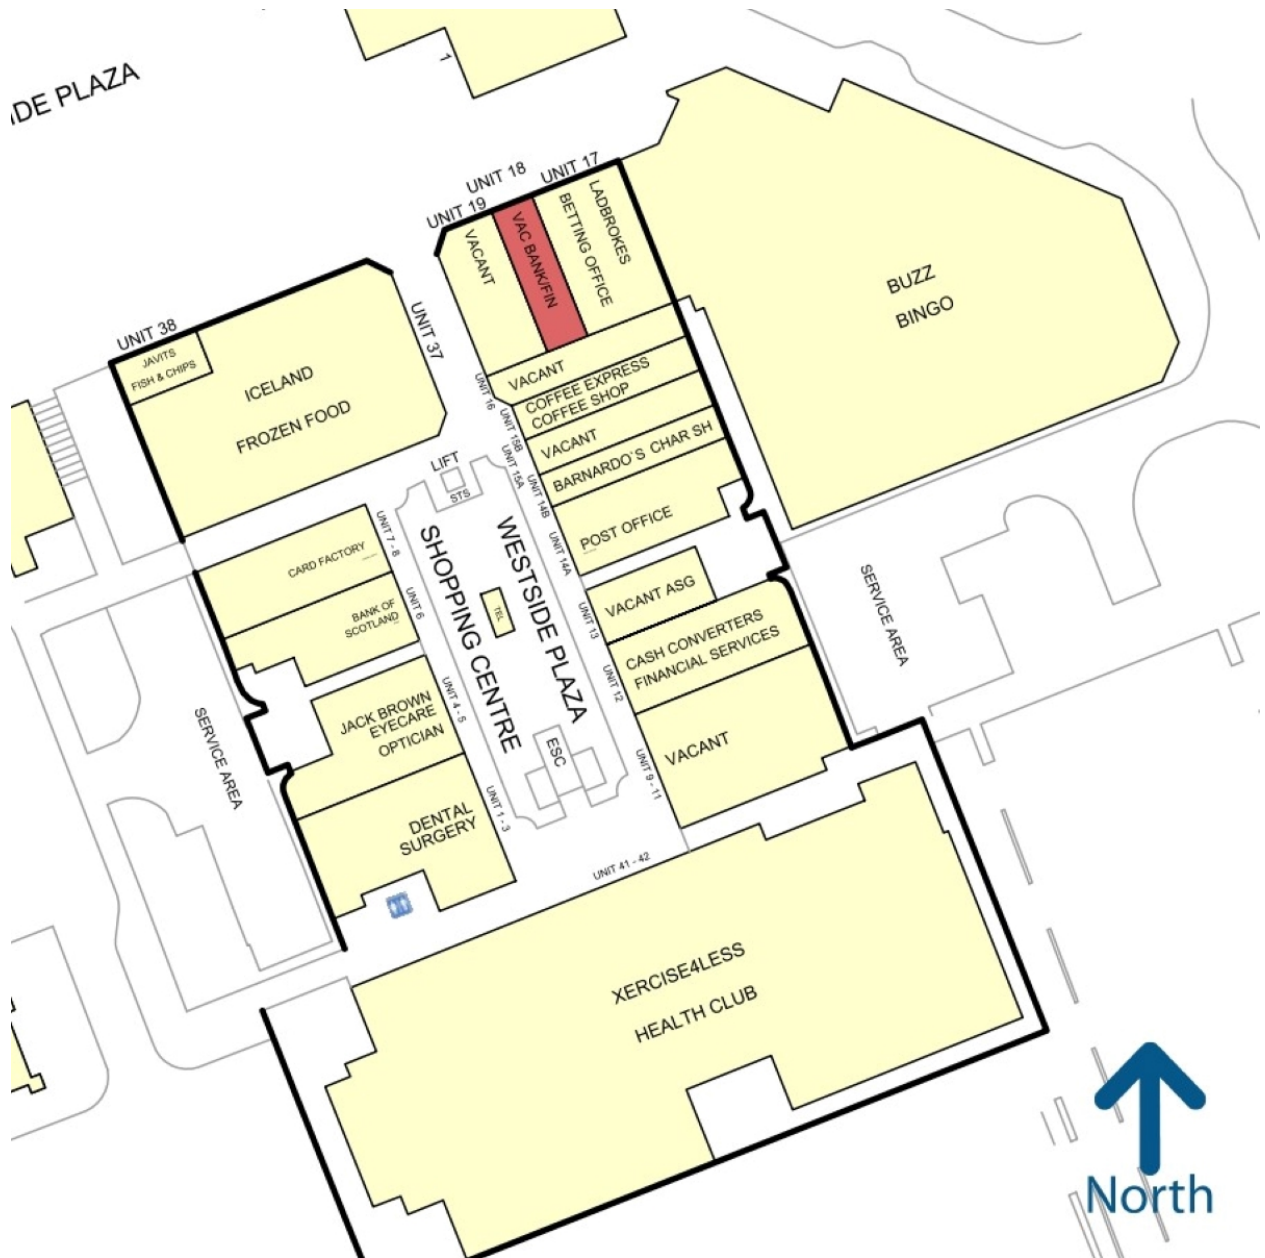 IDE PLAZA
1
UNIT 17
UNIT 18
UNIT 19
LADBROKES
BETTING OFFICE
VAC BANK/FIN
VACANT
BUZZ
BINGO
UNIT 38
JAVITS
FISH & CHIPS
ICELAND
FROZEN FOOD
UNIT 37
VACANT
UNIT 16
COFFEE EXPRESS
COFFEE SHOP
UNIT 15B
VACANT
UNIT 15A
BARNARDO`S CHAR SH
UNIT 14B
POST OFFICE
UNIT 14A
LIFT
STS
WESTSIDE PLAZA
SHOPPING CENTRE
TEL
ESC
CARD FACTORY
UNIT 7 - 8
BANK OF
SCOTLAND
UNIT 6
VACANT ASG
UNIT 13
CASH CONVERTERS
FINANCIAL SERVICES
UNIT 12
SERVICE AREA
JACK BROWN
EYECARE
OPTICIAN
UNIT 4 - 5
VACANT
UNIT 9 - 11
SERVICE AREA
DENTAL
SURGERY
UNIT 1 - 3
UNIT 41 - 42
XERCISE4LESS
HEALTH CLUB
North